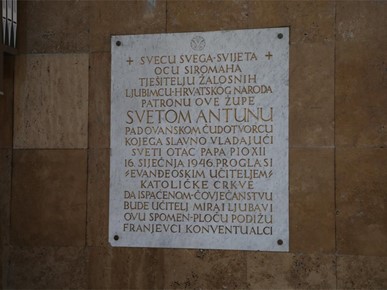 + SVECU SVEGA·SVIJETA +
OCU SIROMAHA
TJEŠITELJU ŽALOSNIH
LJUBIMCU·HRVATSKOG NARODA
PATRONU OVE ŽUPE
SVETOM ANTUNU
PADOVANSKOM ČUDOTVORCU
KOJEGA SLAVNO VLADAJUĆI
SVETI OTAC PAPA PIO XII
16. SIJEČNJA 1946. PROGLASI
EVANĐEOSKIM UČITELJEM
KATOLIČKE CRKVE
DA ISPAĆENOM·ČOVJEČANSTVU
BUDE UČITELJ MIRA I LJUBAVI
OVU SPOMEN-PLOČU PODIŽU
FRANJEVCI KONVENTUALCI